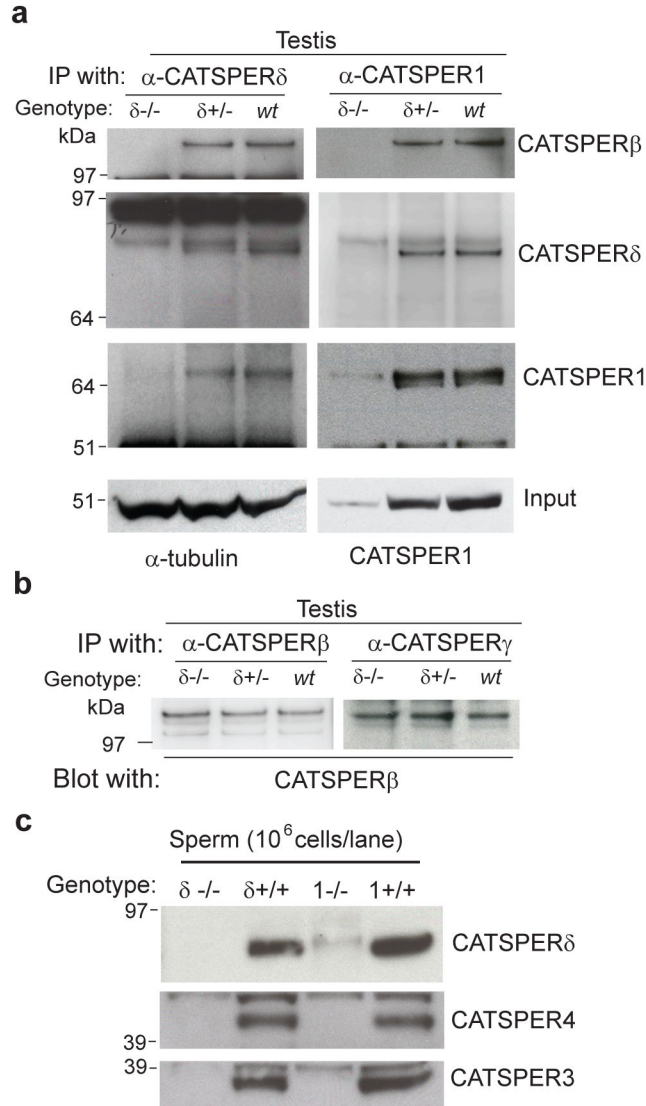 a
Testis
IP with: α-CATSPERδ α-CATSPER1
Genotype: δ-/- δ+/- wt δ-/- δ+/- wt
kDa
CATSPERβ
97
97
CATSPERδ
64
64
CATSPER1
51
51
Input
α-tubulin CATSPER1
b
Testis
IP with: α-CATSPERβ α-CATSPERγ
Genotype: δ-/- δ+/- wt δ-/- δ+/- wt
kDa
97
Blot with: CATSPERβ
c
Sperm (10⁶ cells/lane)
Genotype: δ -/- δ+/+ 1-/- 1+/+
97
CATSPERδ
CATSPER4
39
39
CATSPER3